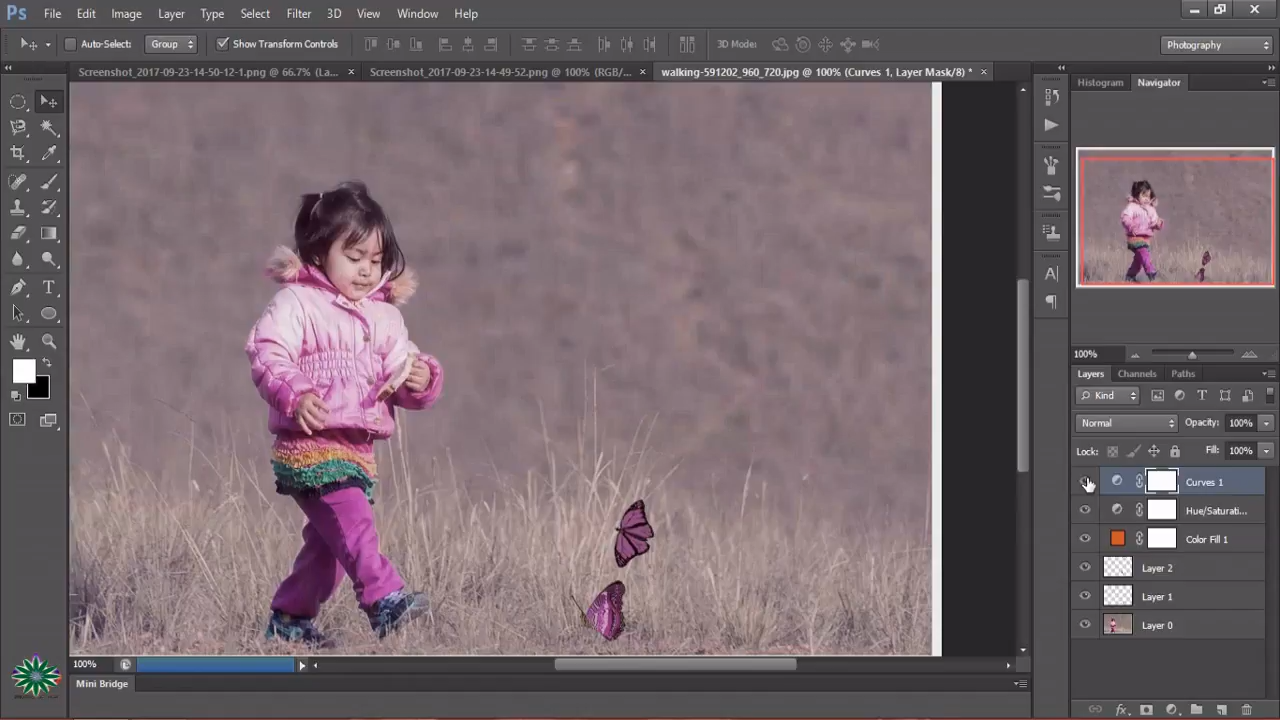 Ps File Edit Image Layer Type Select Filter 3D View Window Help
Auto-Select: Group Show Transform Controls 3D Mode: Photography
Screenshot_2017-09-23-14-50-12-1.png @ 66.7% (La... × Screenshot_2017-09-23-14-49-52.png @ 100% (RGB/... × walking-591202_960_720.jpg @ 100% (Curves 1, Layer Mask/8) * ×
Histogram Navigator
100%
Layers Channels Paths
Kind
Normal Opacity: 100%
Lock: Fill: 100%
Curves 1
Hue/Saturati...
Color Fill 1
Layer 2
Layer 1
Layer 0
100%
Mini Bridge